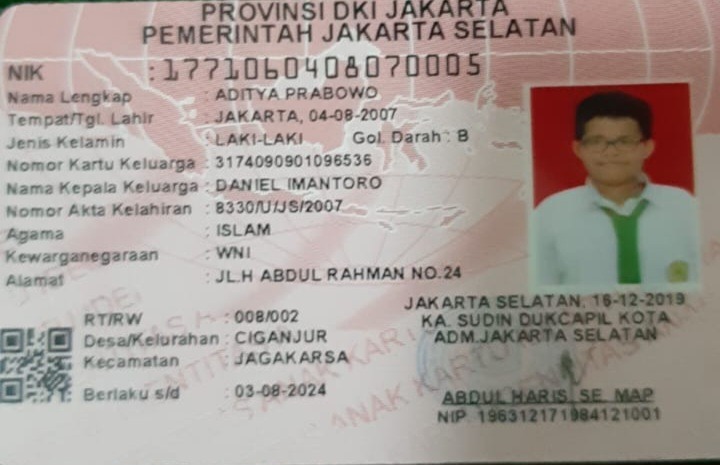 PROVINSI DKI JAKARTA
PEMERINTAH JAKARTA SELATAN
NIK : 1771060408070005
Nama Lengkap : ADITYA PRABOWO
Tempat/Tgl. Lahir : JAKARTA, 04-08-2007
Jenis Kelamin : LAKI-LAKI Gol. Darah : B
Nomor Kartu Keluarga : 3174090901096536
Nama Kepala Keluarga : DANIEL IMANTORO
Nomor Akta Kelahiran : 8330/U/JS/2007
Agama : ISLAM
Kewarganegaraan : WNI
Alamat : JL.H ABDUL RAHMAN NO.24
RT/RW : 008/002
Desa/Kelurahan : CIGANJUR
Kecamatan : JAGAKARSA
Berlaku s/d : 03-08-2024
JAKARTA SELATAN, 16-12-2019
KA. SUDIN DUKCAPIL KOTA
ADM.JAKARTA SELATAN
ABDUL HARIS, SE, MAP
NIP. 196312171984121001